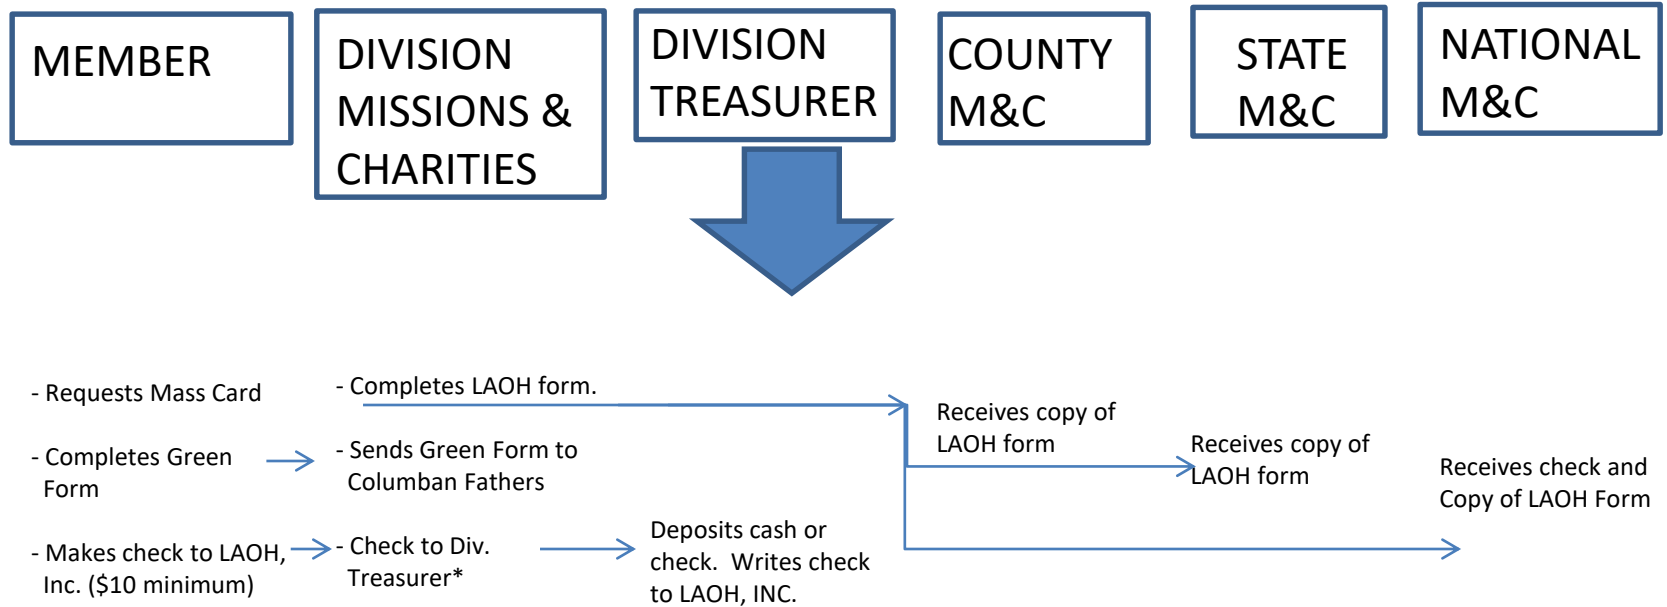 MEMBER
DIVISION
MISSIONS &
CHARITIES
DIVISION
TREASURER
COUNTY
M&C
STATE
M&C
NATIONAL
M&C
- Requests Mass Card
- Completes Green
Form
- Makes check to LAOH,
Inc. ($10 minimum)
- Completes LAOH form.
- Sends Green Form to
Columban Fathers
- Check to Div.
Treasurer*
Deposits cash or
check.  Writes check
to LAOH, INC.
Receives copy of
LAOH form
Receives copy of
LAOH form
Receives check and
Copy of LAOH Form